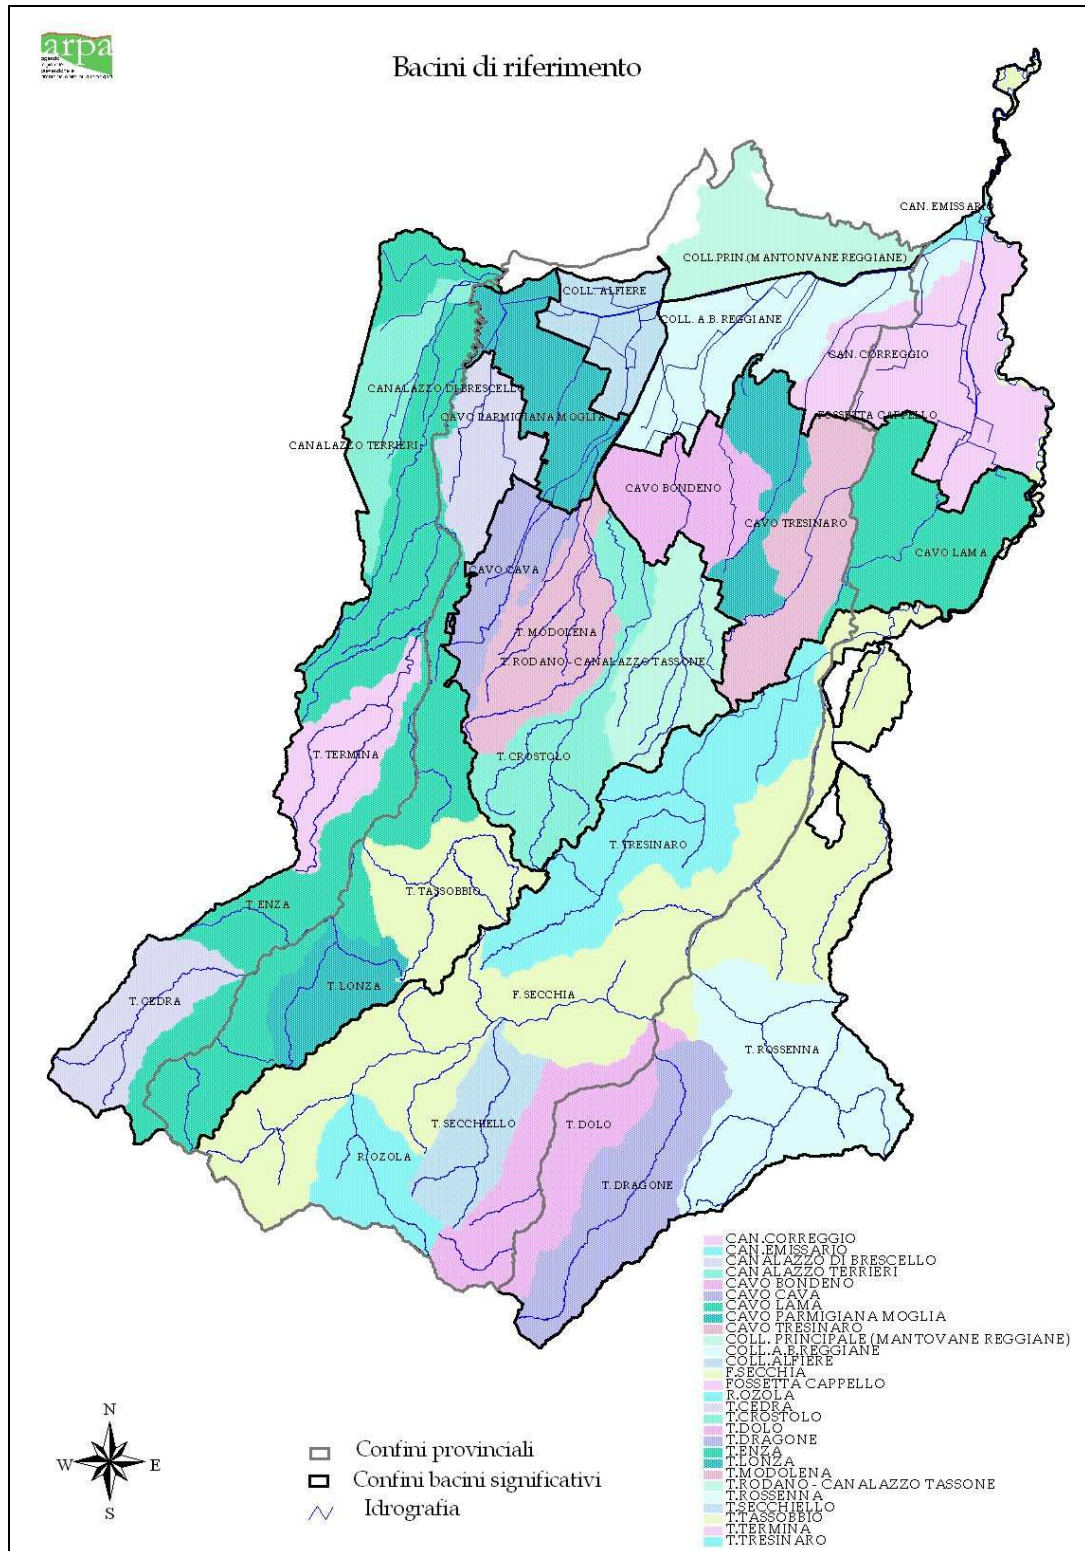 arpa
Bacini di riferimento
CAN. EMISSARIO
COLL.PRIN.(MANTONVANE REGGIANE)
COLL. ALFIERE
COLL. A.B. REGGIANE
CAN. CORREGGIO
CANALAZZO DI BRESCELLO
CAVO PARMIGIANA MOGLIA
FOSSETTA CAPPELLO
CANALAZZO TERRIERI
CAVO BONDENO
CAVO TRESINARO
CAVO LAMA
CAVO CAVA
T. MODOLENA
T. RODANO - CANALAZZO TASSONE
T. TERMINA
T. CROSTOLO
T. TRESINARO
T. TASSOBBIO
T. ENZA
T. LONZA
F. SECCHIA
T. CEDRA
T. ROSSENNA
T. SECCHIELLO
T. DOLO
R. OZOLA
T. DRAGONE
CAN.CORREGGIO
CAN.EMISSARIO
CANALAZZO DI BRESCELLO
CANALAZZO TERRIERI
CAVO BONDENO
CAVO CAVA
CAVO LAMA
CAVO PARMIGIANA MOGLIA
CAVO TRESINARO
COLL. PRINCIPALE (MANTOVANE REGGIANE)
COLL.A.B.REGGIANE
COLL.ALFIERE
F.SECCHIA
FOSSETTA CAPPELLO
R.OZOLA
T.CEDRA
T.CROSTOLO
T.DOLO
T.DRAGONE
T.ENZA
T.LONZA
T.MODOLENA
T.RODANO - CANALAZZO TASSONE
T.ROSSENNA
T.SECCHIELLO
T.TASSOBBIO
T.TERMINA
T.TRESINARO
N
W E
S
Confini provinciali
Confini bacini significativi
Idrografia